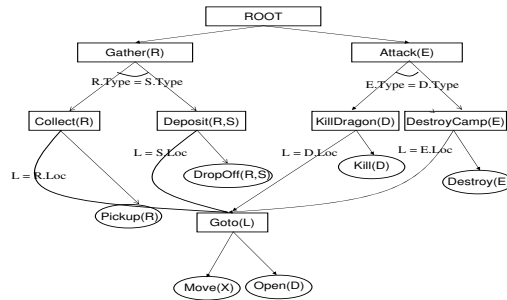 ROOT
Gather(R)
Attack(E)
R.Type = S.Type
E.Type = D.Type
Collect(R)
Deposit(R,S)
KillDragon(D)
DestroyCamp(E)
L = R.Loc
L = S.Loc
L = D.Loc
L = E.Loc
DropOff(R,S)
Kill(D)
Destroy(E
Pickup(R)
Goto(L)
Move(X)
Open(D)